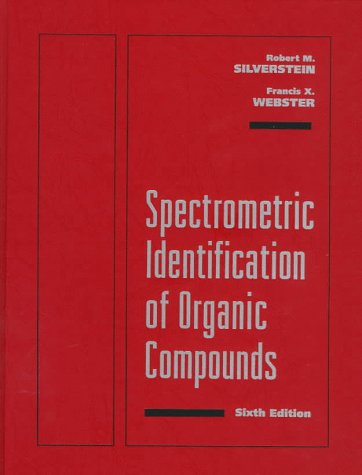 Robert M.
SILVERSTEIN
Francis X.
WEBSTER
Spectrometric
Identification
of Organic
Compounds
Sixth Edition